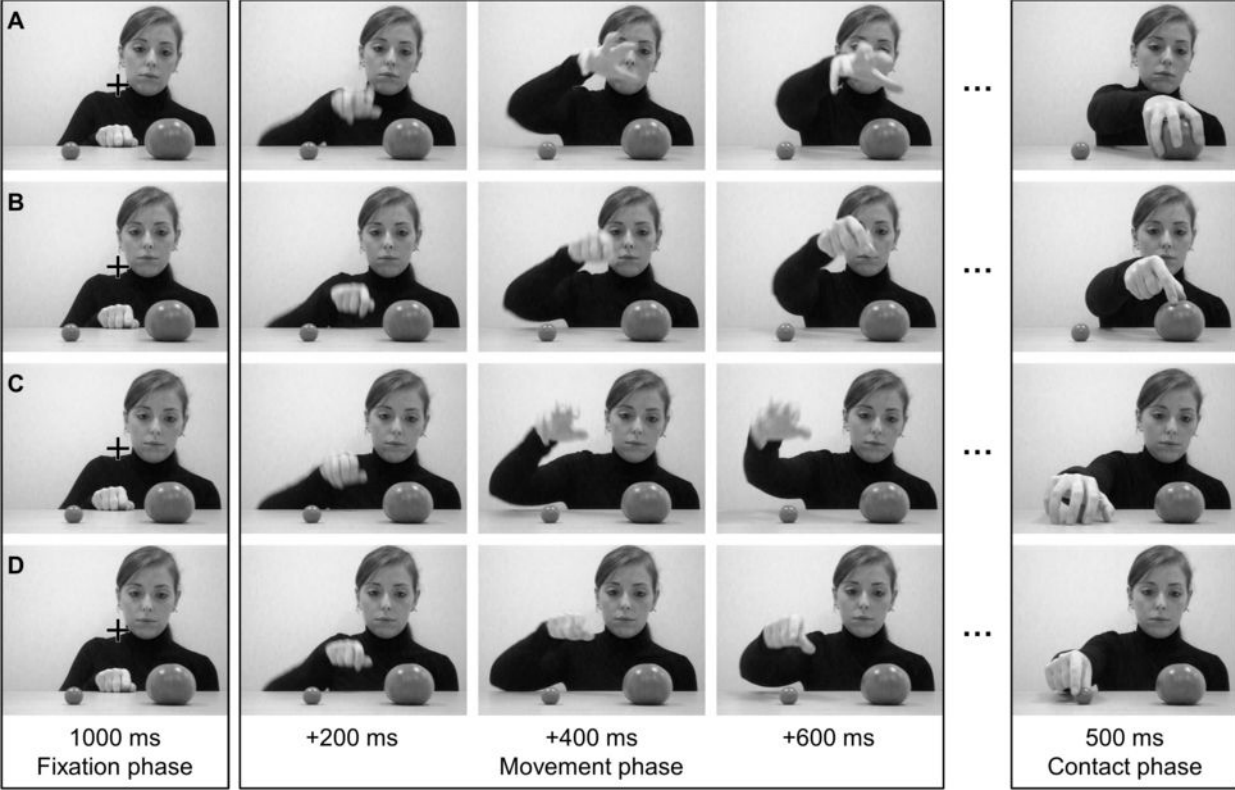 A
...
B
...
C
...
D
...
1000 ms
+200 ms
+400 ms
+600 ms
500 ms
Fixation phase
Movement phase
Contact phase